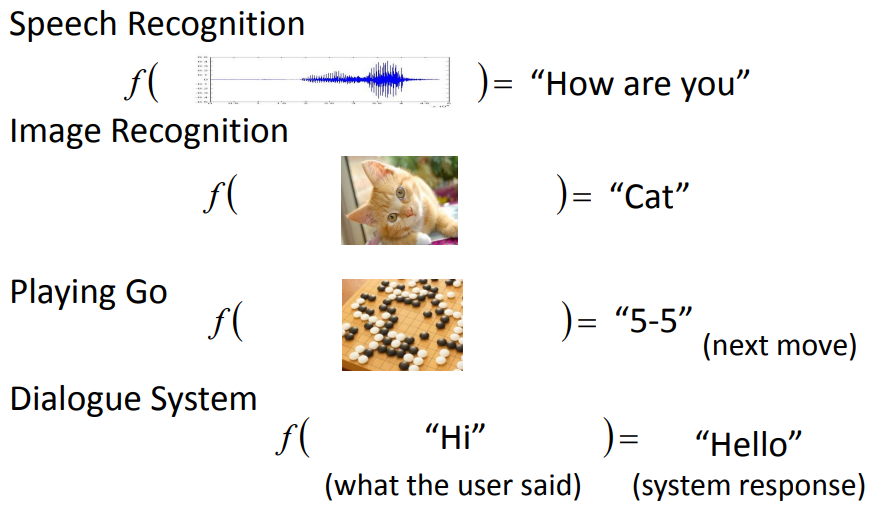 Speech Recognition
f( )= “How are you”
Image Recognition
f( )= “Cat”
Playing Go
f( )= “5-5”
(next move)
Dialogue System
f( “Hi” )= “Hello”
(what the user said) (system response)